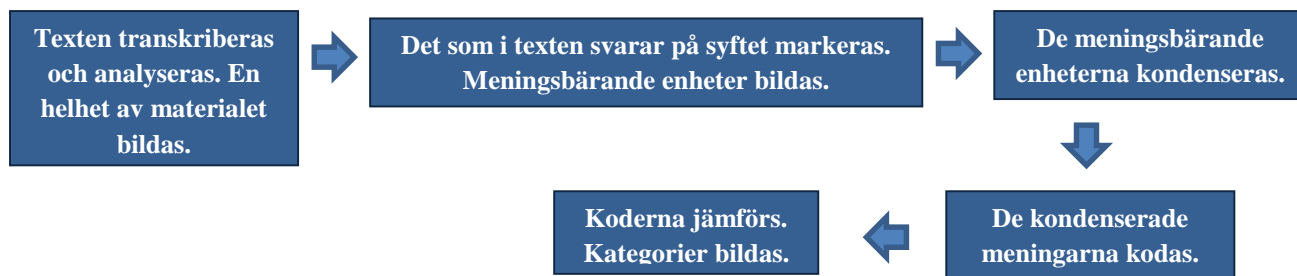 Texten transkriberas
och analyseras. En
helhet av materialet
bildas.
Det som i texten svarar på syftet markeras.
Meningsbärande enheter bildas.
De meningsbärande
enheterna kondenseras.
De kondenserade
meningarna kodas.
Koderna jämförs.
Kategorier bildas.